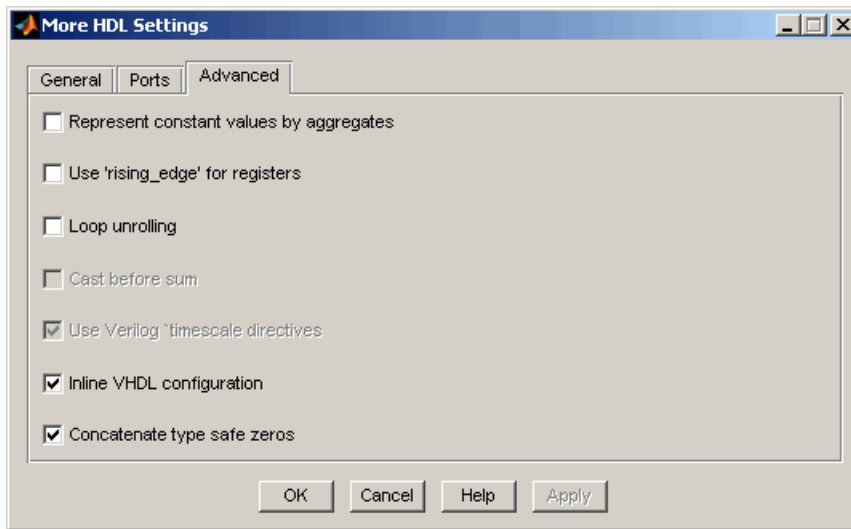 More HDL Settings
General Ports Advanced
Represent constant values by aggregates
Use 'rising_edge' for registers
Loop unrolling
Cast before sum
Use Verilog `timescale directives
Inline VHDL configuration
Concatenate type safe zeros
OK Cancel Help Apply